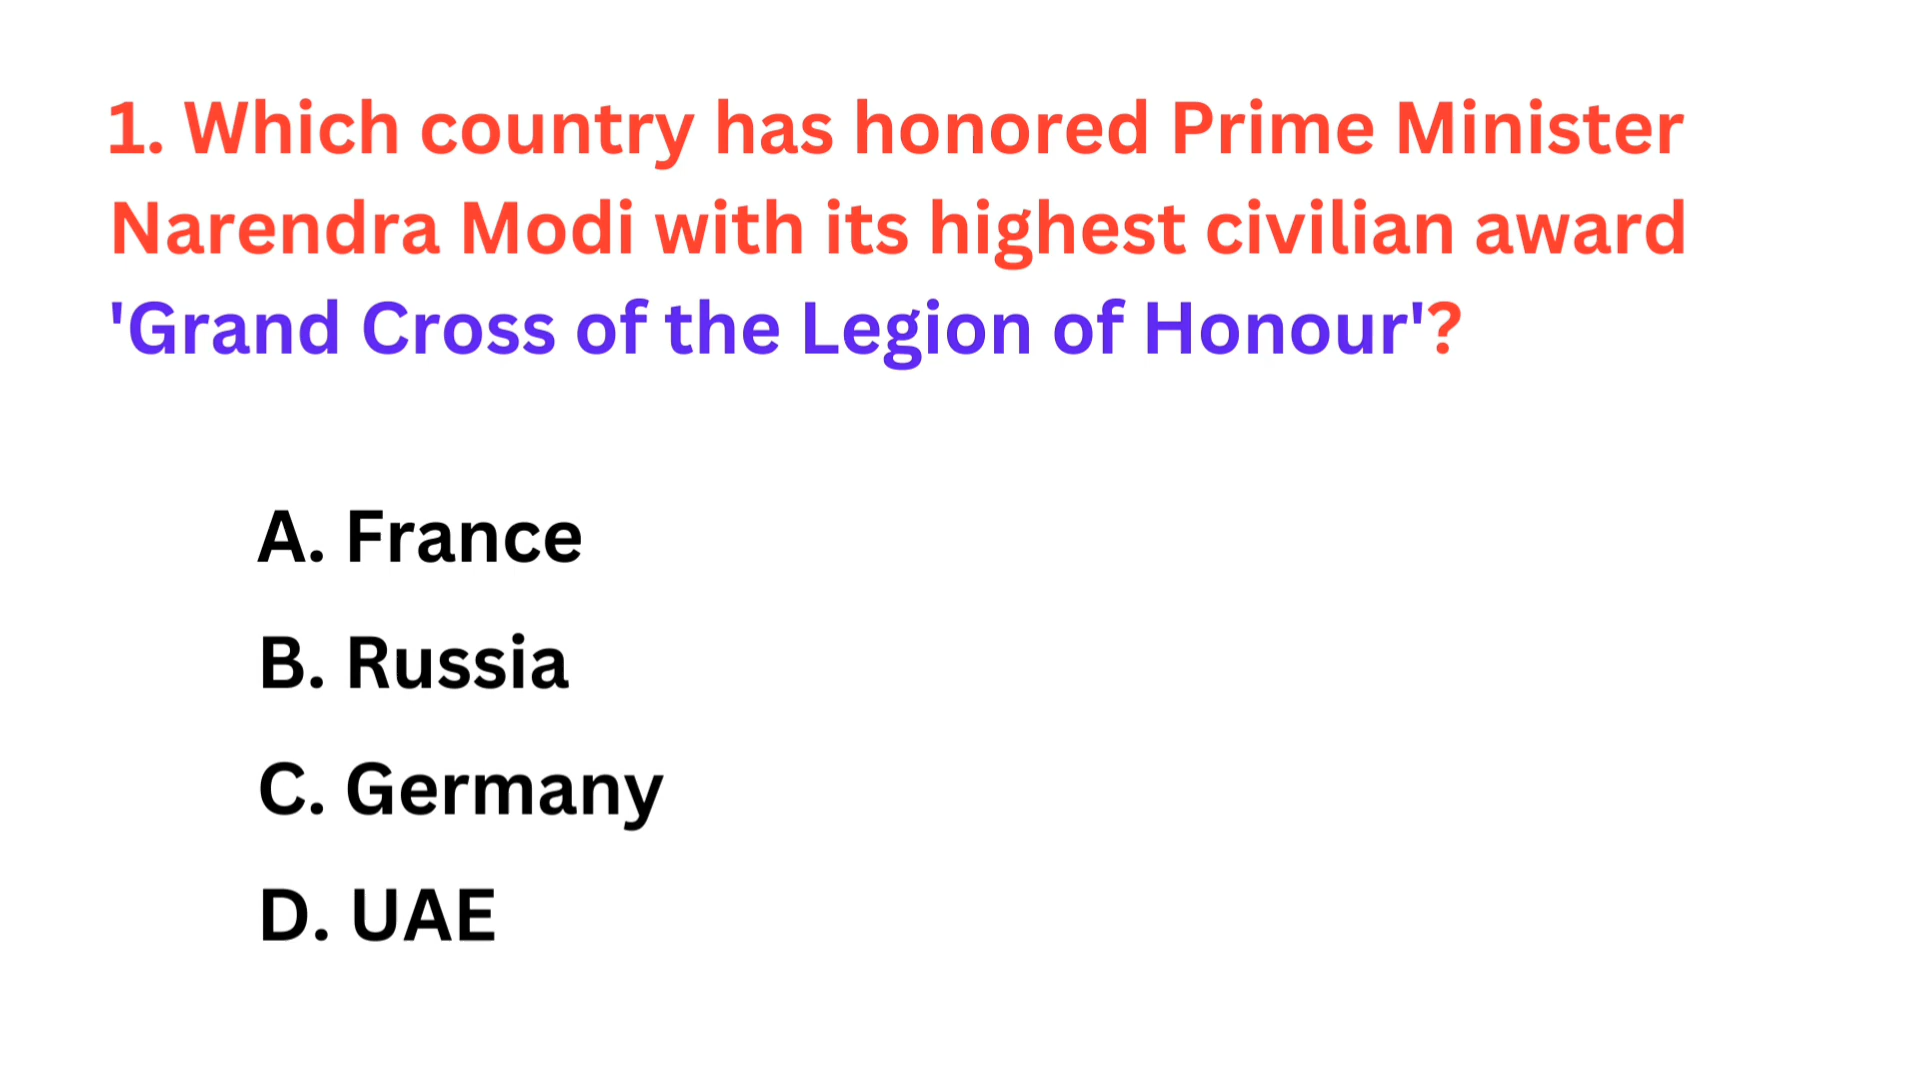 1. Which country has honored Prime Minister
Narendra Modi with its highest civilian award
'Grand Cross of the Legion of Honour'?
A. France
B. Russia
C. Germany
D. UAE